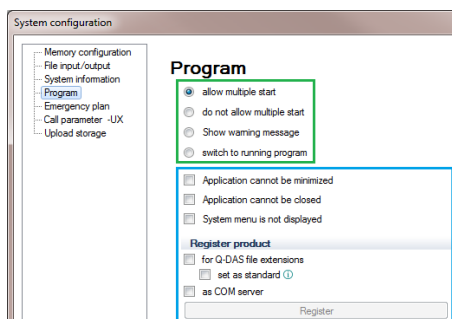 System configuration
Memory configuration
File input/output
System information
Program
Emergency plan
Call parameter -UX
Upload storage
Program
allow multiple start
do not allow multiple start
Show warning message
switch to running program
Application cannot be minimized
Application cannot be closed
System menu is not displayed
Register product
for Q-DAS file extensions
set as standard
as COM server
Register